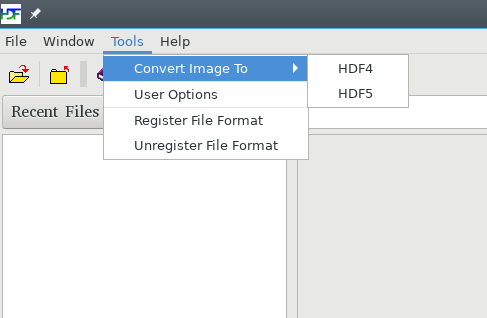 HDF
File Window Tools Help
Convert Image To HDF4
User Options HDF5
Recent Files Register File Format
Unregister File Format